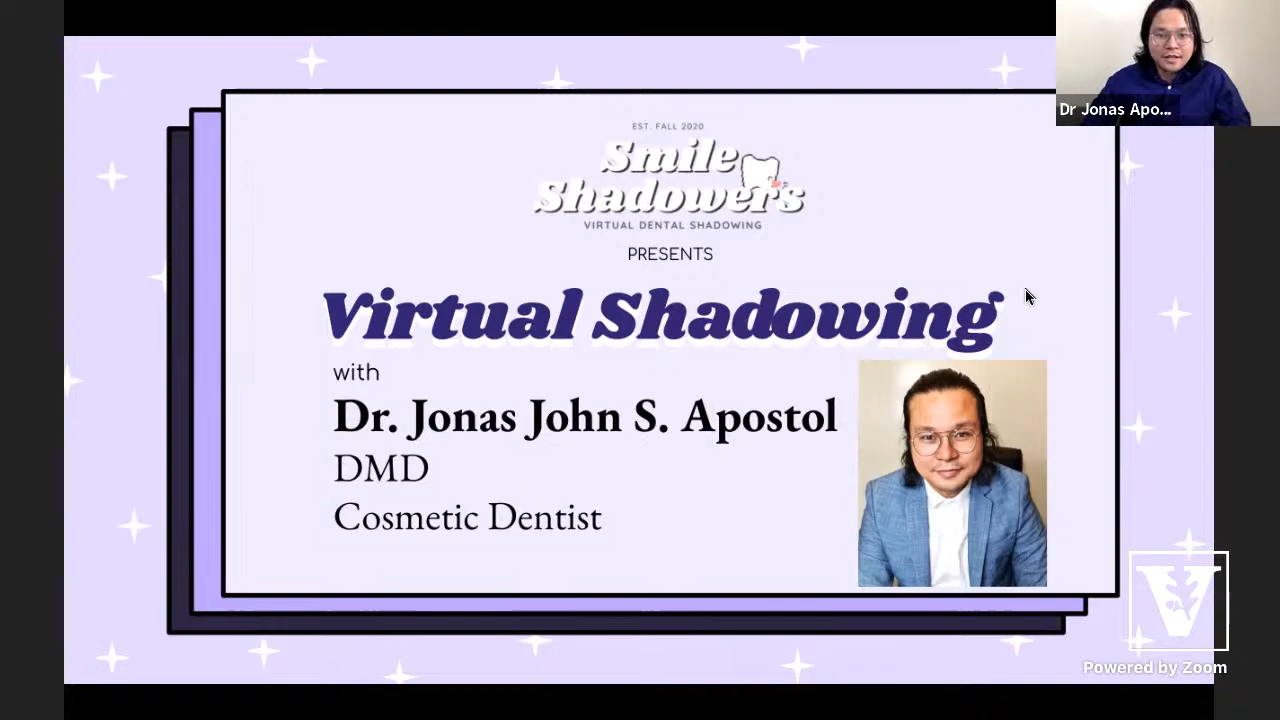 Dr Jonas Apo...
EST. FALL 2020
Smile
Shadowers
VIRTUAL DENTAL SHADOWING
PRESENTS
Virtual Shadowing
with
Dr. Jonas John S. Apostol
DMD
Cosmetic Dentist
V
Powered by Zoom